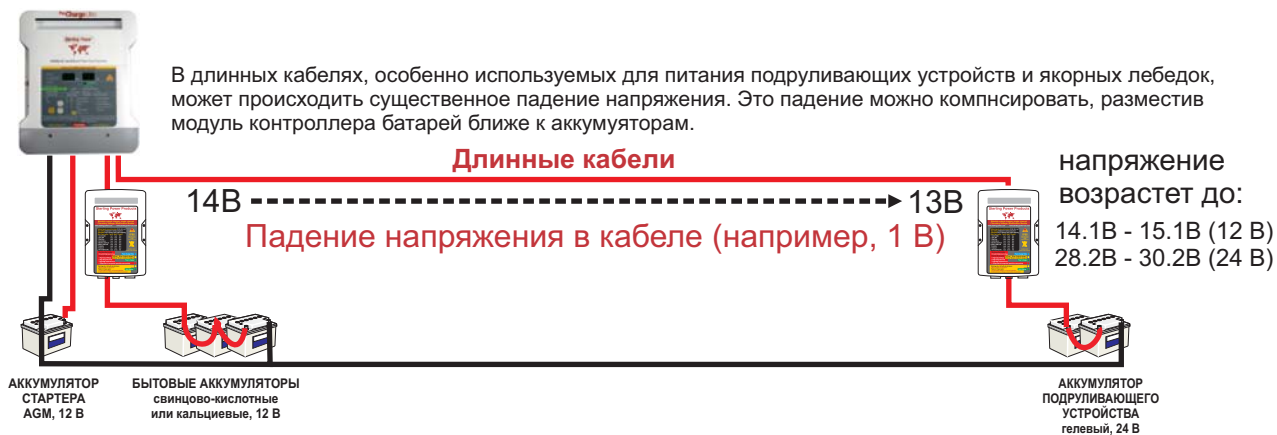 В длинных кабелях, особенно используемых для питания подруливающих устройств и якорных лебедок,
может происходить существенное падение напряжения. Это падение можно компнсировать, разместив
модуль контроллера батарей ближе к аккумуяторам.
Длинные кабели
14В
13В
Падение напряжения в кабеле (например, 1 В)
напряжение
возрастет до:
14.1В - 15.1В (12 В)
28.2В - 30.2В (24 В)
АККУМУЛЯТОР
СТАРТЕРА
AGM, 12 В
БЫТОВЫЕ АККУМУЛЯТОРЫ
свинцово-кислотные
или кальциевые, 12 В
АККУМУЛЯТОР
ПОДРУЛИВАЮЩЕГО
УСТРОЙСТВА
гелевый, 24 В